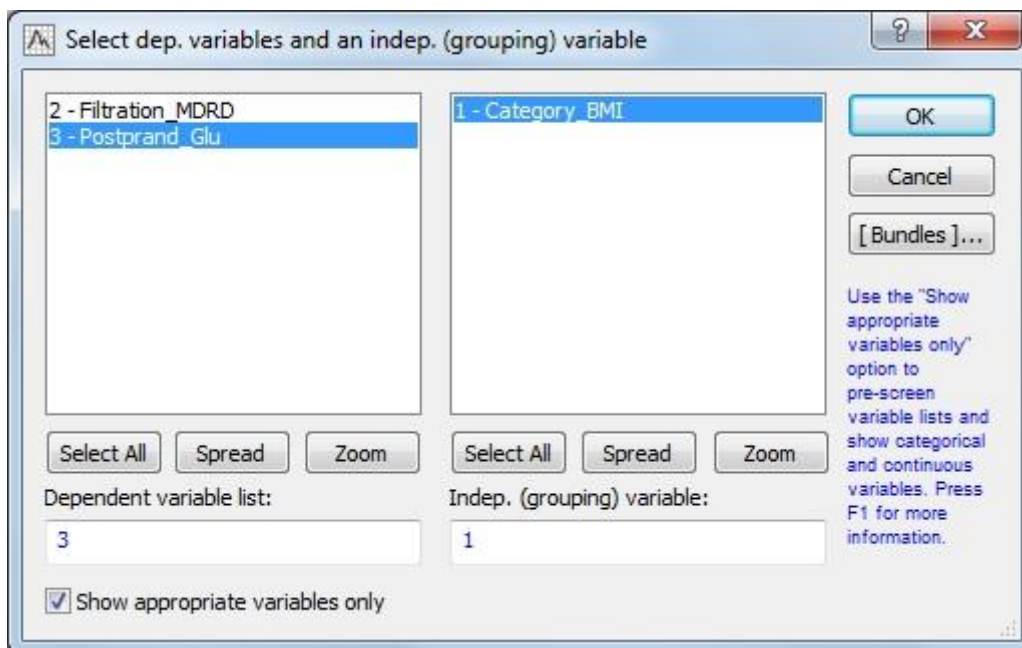 Select dep. variables and an indep. (grouping) variable
2 - Filtration_MDRD
3 - Postprand_Glu
1 - Category_BMI
OK
Cancel
[ Bundles ]...
Use the "Show
appropriate
variables only"
option to
pre-screen
variable lists and
show categorical
and continuous
variables. Press
F1 for more
information.
Select All
Spread
Zoom
Select All
Spread
Zoom
Dependent variable list:
Indep. (grouping) variable:
3
1
Show appropriate variables only